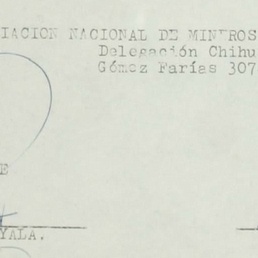 IACION NACIONAL DE MINEROS
Delegación Chihu
Gómez Farías 307
E
YALA.